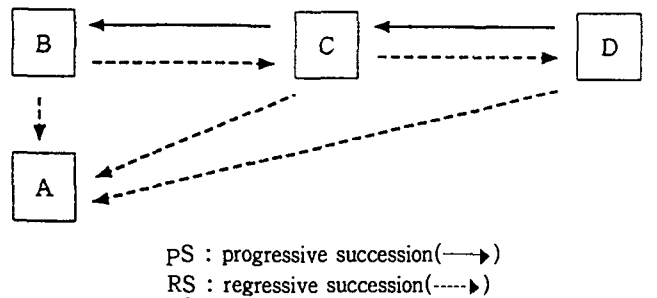 B C D
A
PS : progressive succession(→)
RS : regressive succession(----▸)